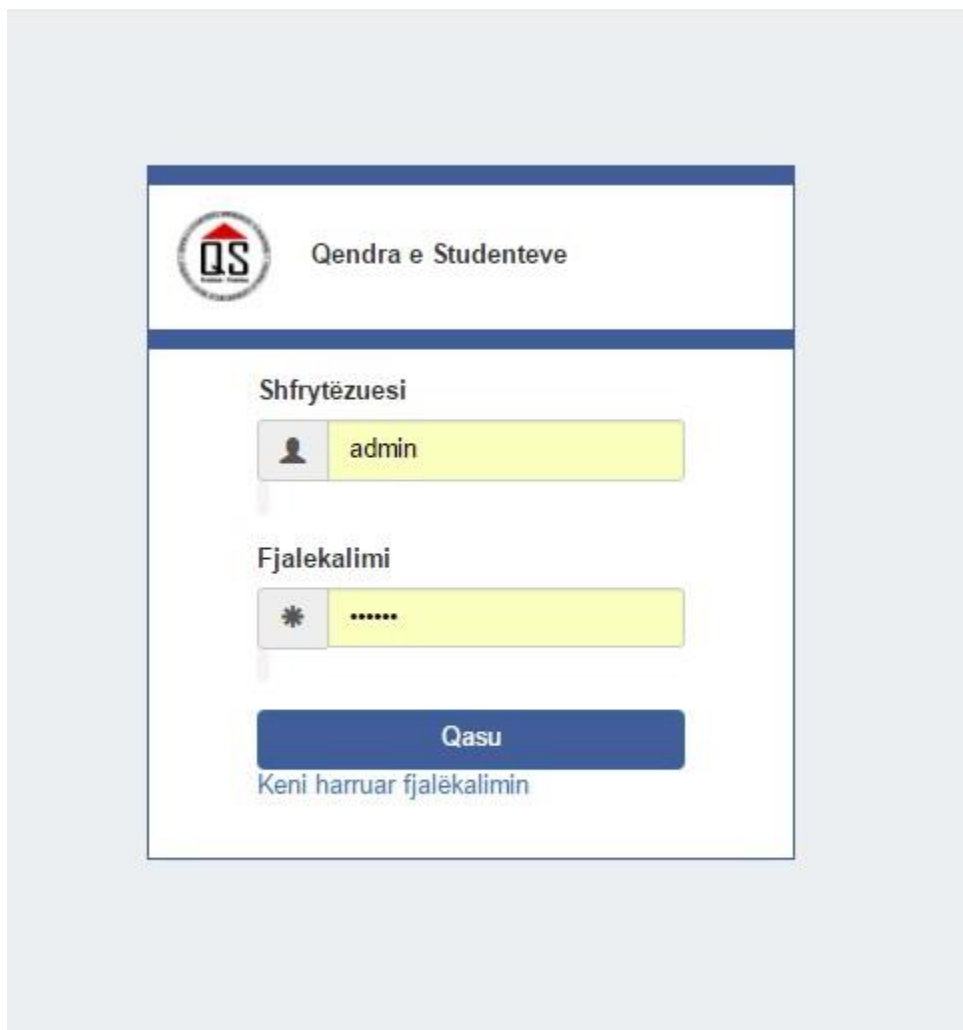 QS
Qendra e Studenteve
Shfrytëzuesi
admin
Fjalekalimi
••••••
Qasu
Keni harruar fjalëkalimin